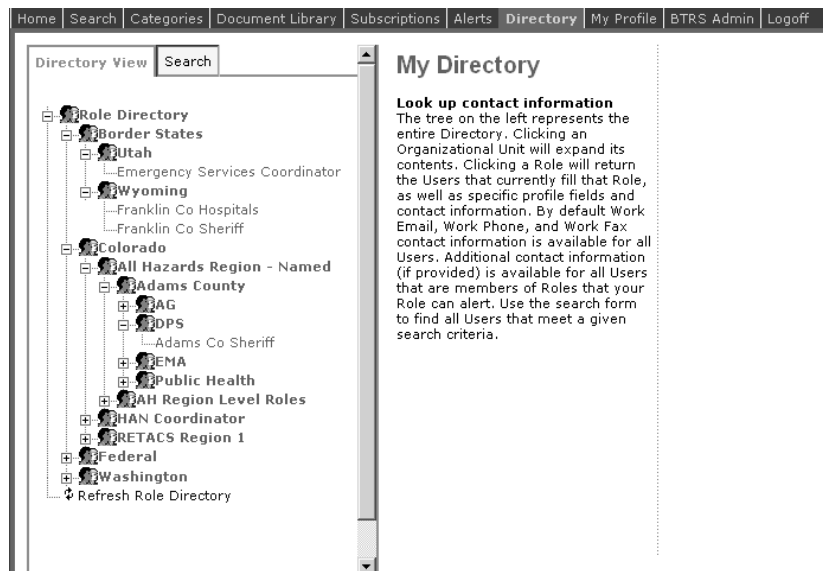 Home Search Categories Document Library Subscriptions Alerts Directory My Profile BTRS Admin Logoff
Directory View Search
Role Directory
Border States
Utah
Emergency Services Coordinator
Wyoming
Franklin Co Hospitals
Franklin Co Sheriff
Colorado
All Hazards Region - Named
Adams County
AG
DPS
Adams Co Sheriff
EMA
Public Health
AH Region Level Roles
HAN Coordinator
RETACS Region 1
Federal
Washington
Refresh Role Directory
My Directory
Look up contact information
The tree on the left represents the
entire Directory. Clicking an
Organizational Unit will expand its
contents. Clicking a Role will return
the Users that currently fill that Role,
as well as specific profile fields and
contact information. By default Work
Email, Work Phone, and Work Fax
contact information is available for all
Users. Additional contact information
(if provided) is available for all Users
that are members of Roles that your
Role can alert. Use the search form
to find all Users that meet a given
search criteria.